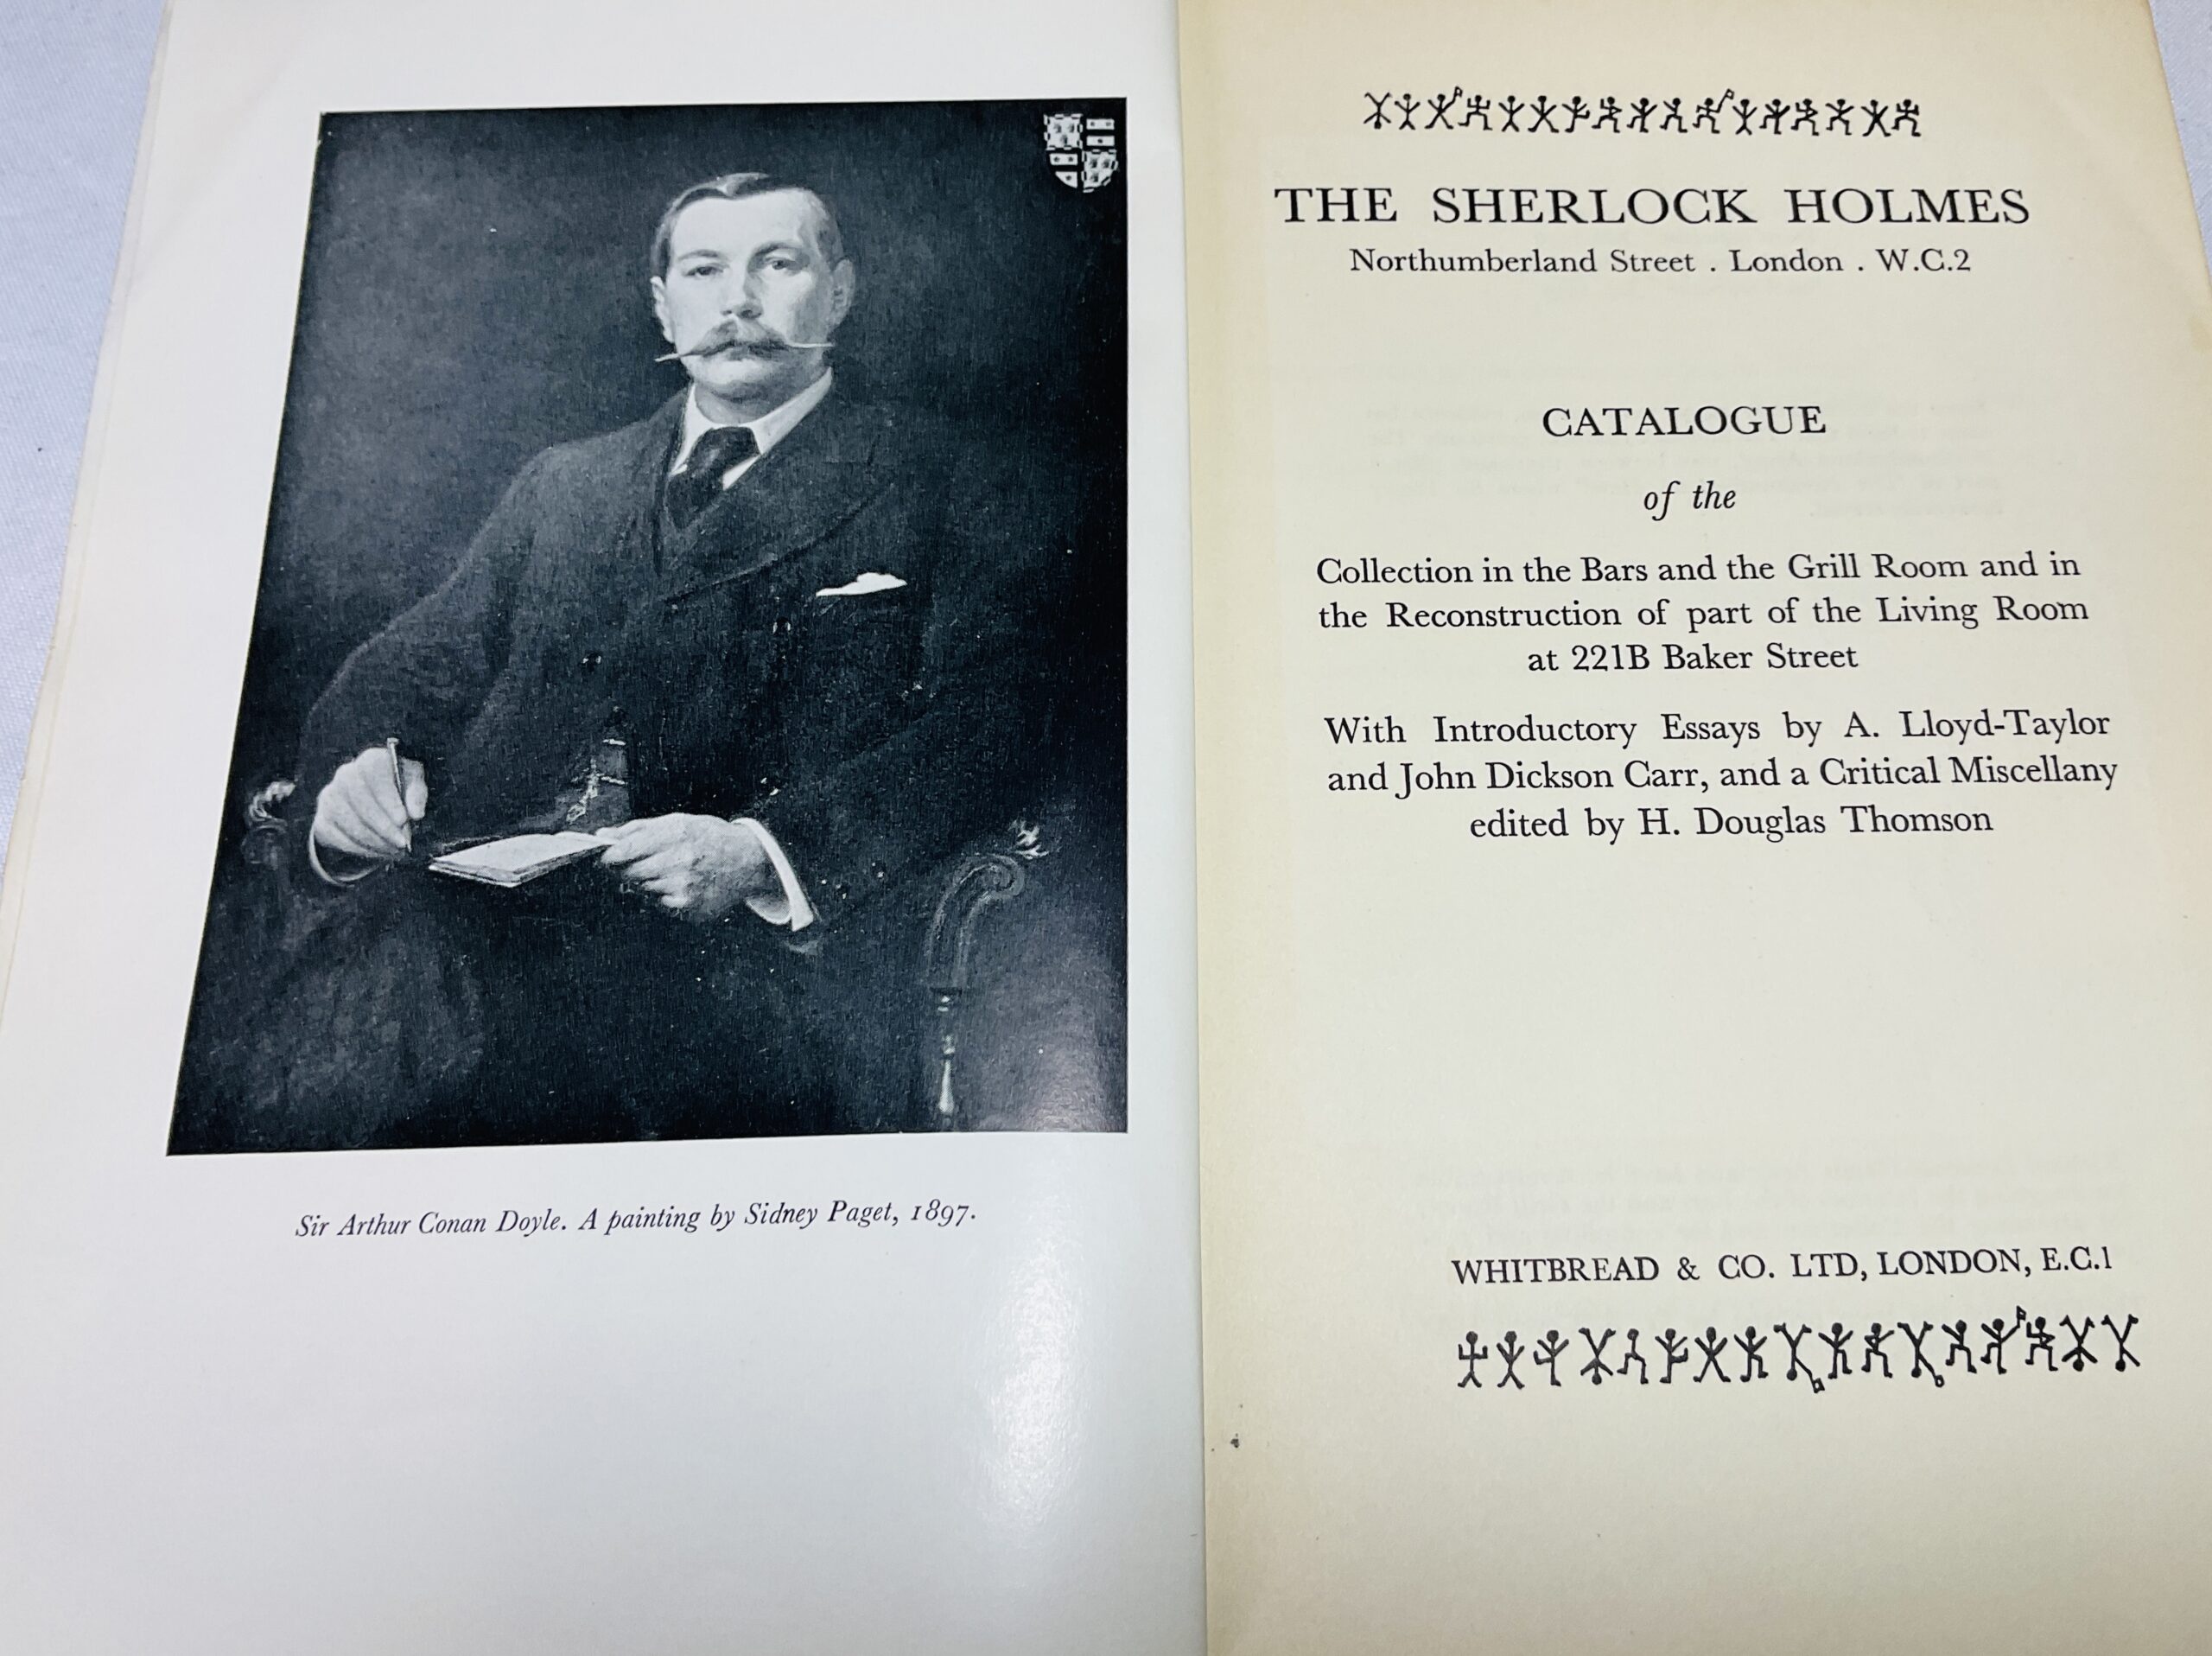 Sir Arthur Conan Doyle. A painting by Sidney Paget, 1897.
THE SHERLOCK HOLMES
Northumberland Street . London . W.C.2
CATALOGUE
of the
Collection in the Bars and the Grill Room and in
the Reconstruction of part of the Living Room
at 221B Baker Street
With Introductory Essays by A. Lloyd-Taylor
and John Dickson Carr, and a Critical Miscellany
edited by H. Douglas Thomson
WHITBREAD & CO. LTD, LONDON, E.C.1